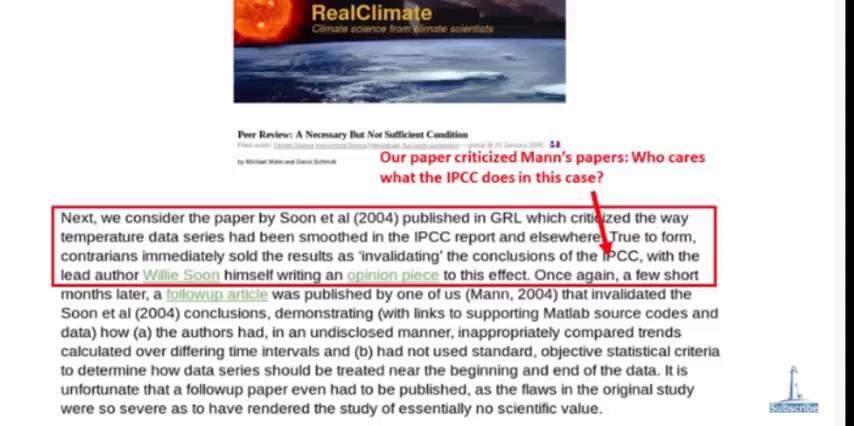 RealClimate
Climate science from climate scientists
Peer Review: A Necessary But Not Sufficient Condition
by Michael Mann and Gavin Schmidt
Our paper criticized Mann's papers: Who cares
what the IPCC does in this case?
Next, we consider the paper by Soon et al (2004) published in GRL which criticized the way
temperature data series had been smoothed in the IPCC report and elsewhere. True to form,
contrarians immediately sold the results as 'invalidating' the conclusions of the IPCC, with the
lead author Willie Soon himself writing an opinion piece to this effect. Once again, a few short
months later, a followup article was published by one of us (Mann, 2004) that invalidated the
Soon et al (2004) conclusions, demonstrating (with links to supporting Matlab source codes and
data) how (a) the authors had, in an undisclosed manner, inappropriately compared trends
calculated over differing time intervals and (b) had not used standard, objective statistical criteria
to determine how data series should be treated near the beginning and end of the data. It is
unfortunate that a followup paper even had to be published, as the flaws in the original study
were so severe as to have rendered the study of essentially no scientific value.
Subscribe